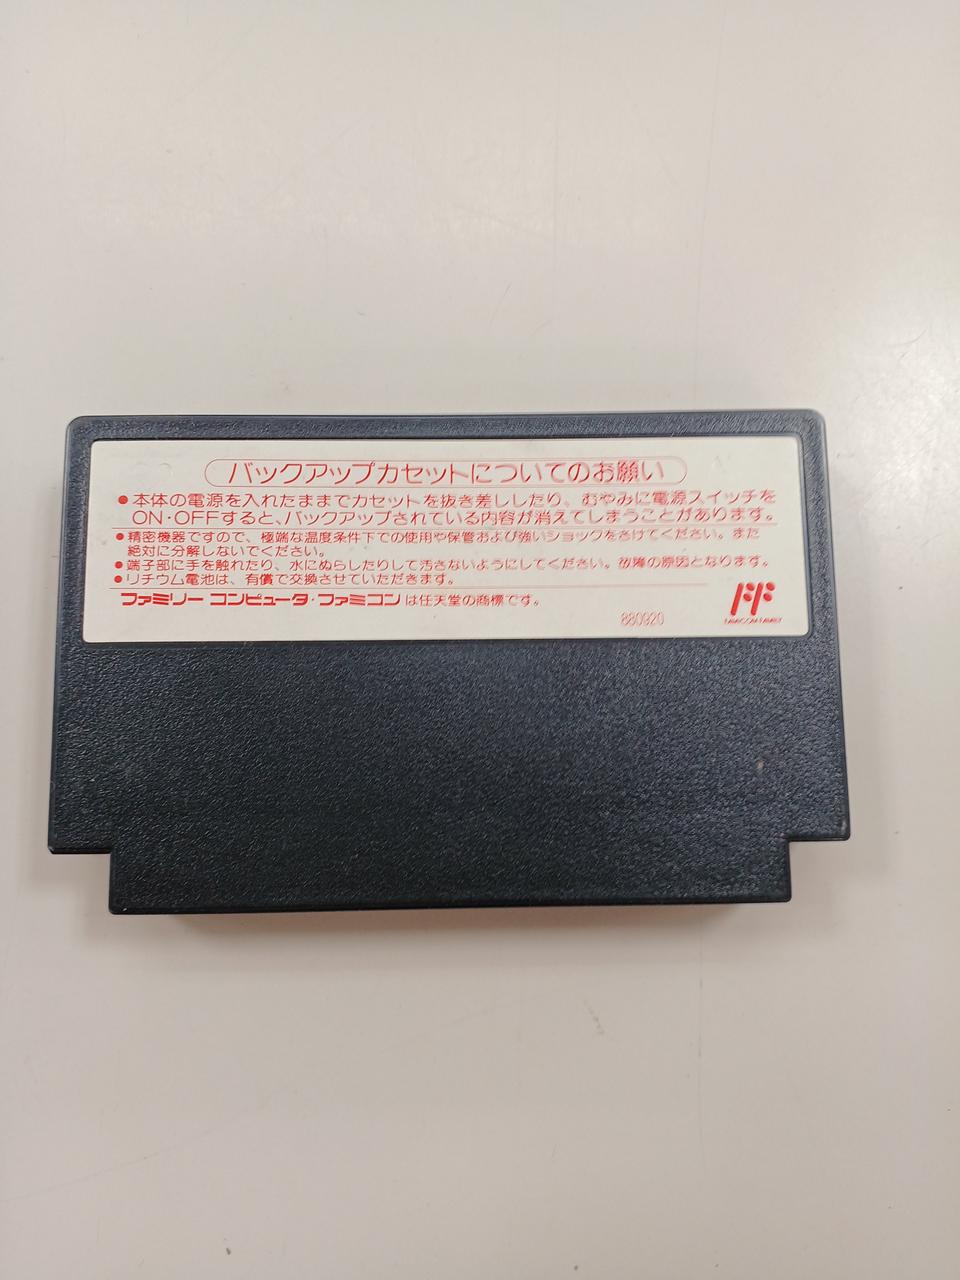 バックアップカセットについてのお願い
●本体の電源を入れたままでカセットを抜き差ししたり、むやみに電源スイッチを
ON・OFFすると、バックアップされている内容が消えてしまうことがあります。
●精密機器ですので、極端な温度条件下での使用や保管および強いショックをさけてください。また
絶対に分解しないでください。
●端子部に手を触れたり、水にぬらしたりして汚さないようにしてください。故障の原因となります。
●リチウム電池は、有償で交換させていただきます。
ファミリー コンピュータ・ファミコン は任天堂の商標です。
880920
FAMICOM FAMILY